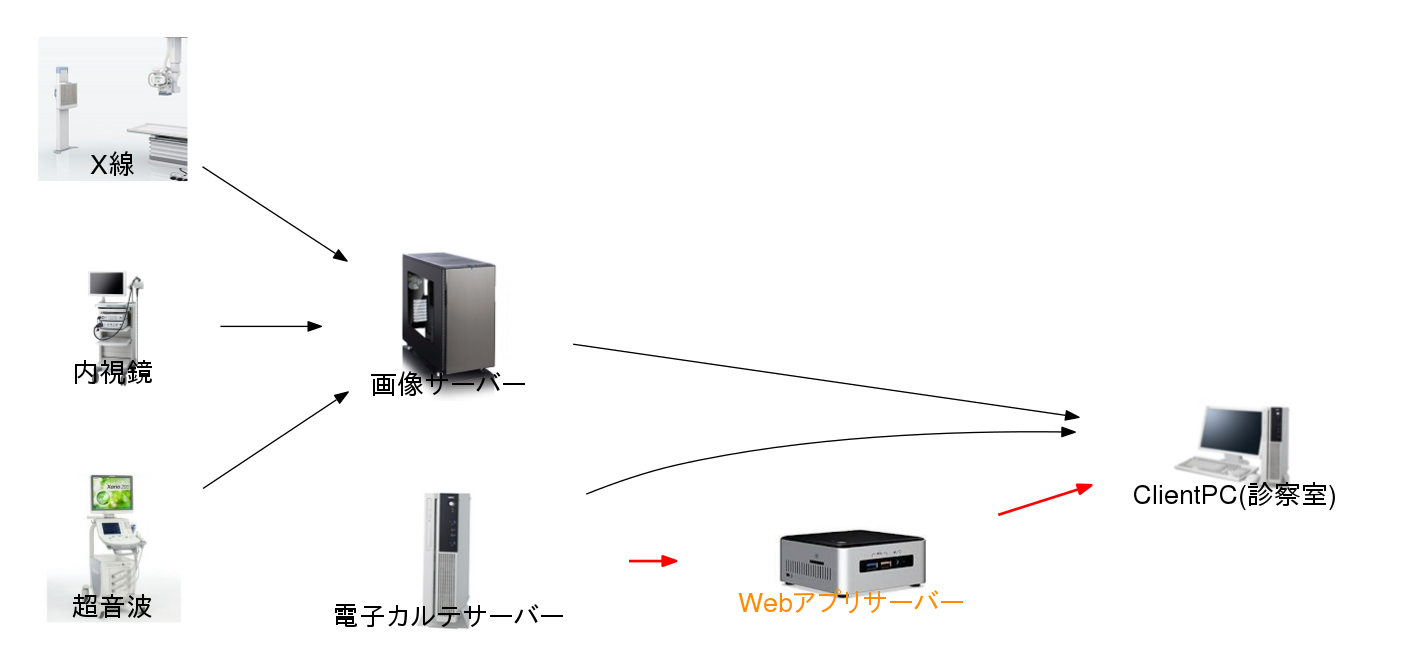 X線
内視鏡
画像サーバー
ClientPC(診察室)
超音波
電子カルテサーバー
Webアプリサーバー